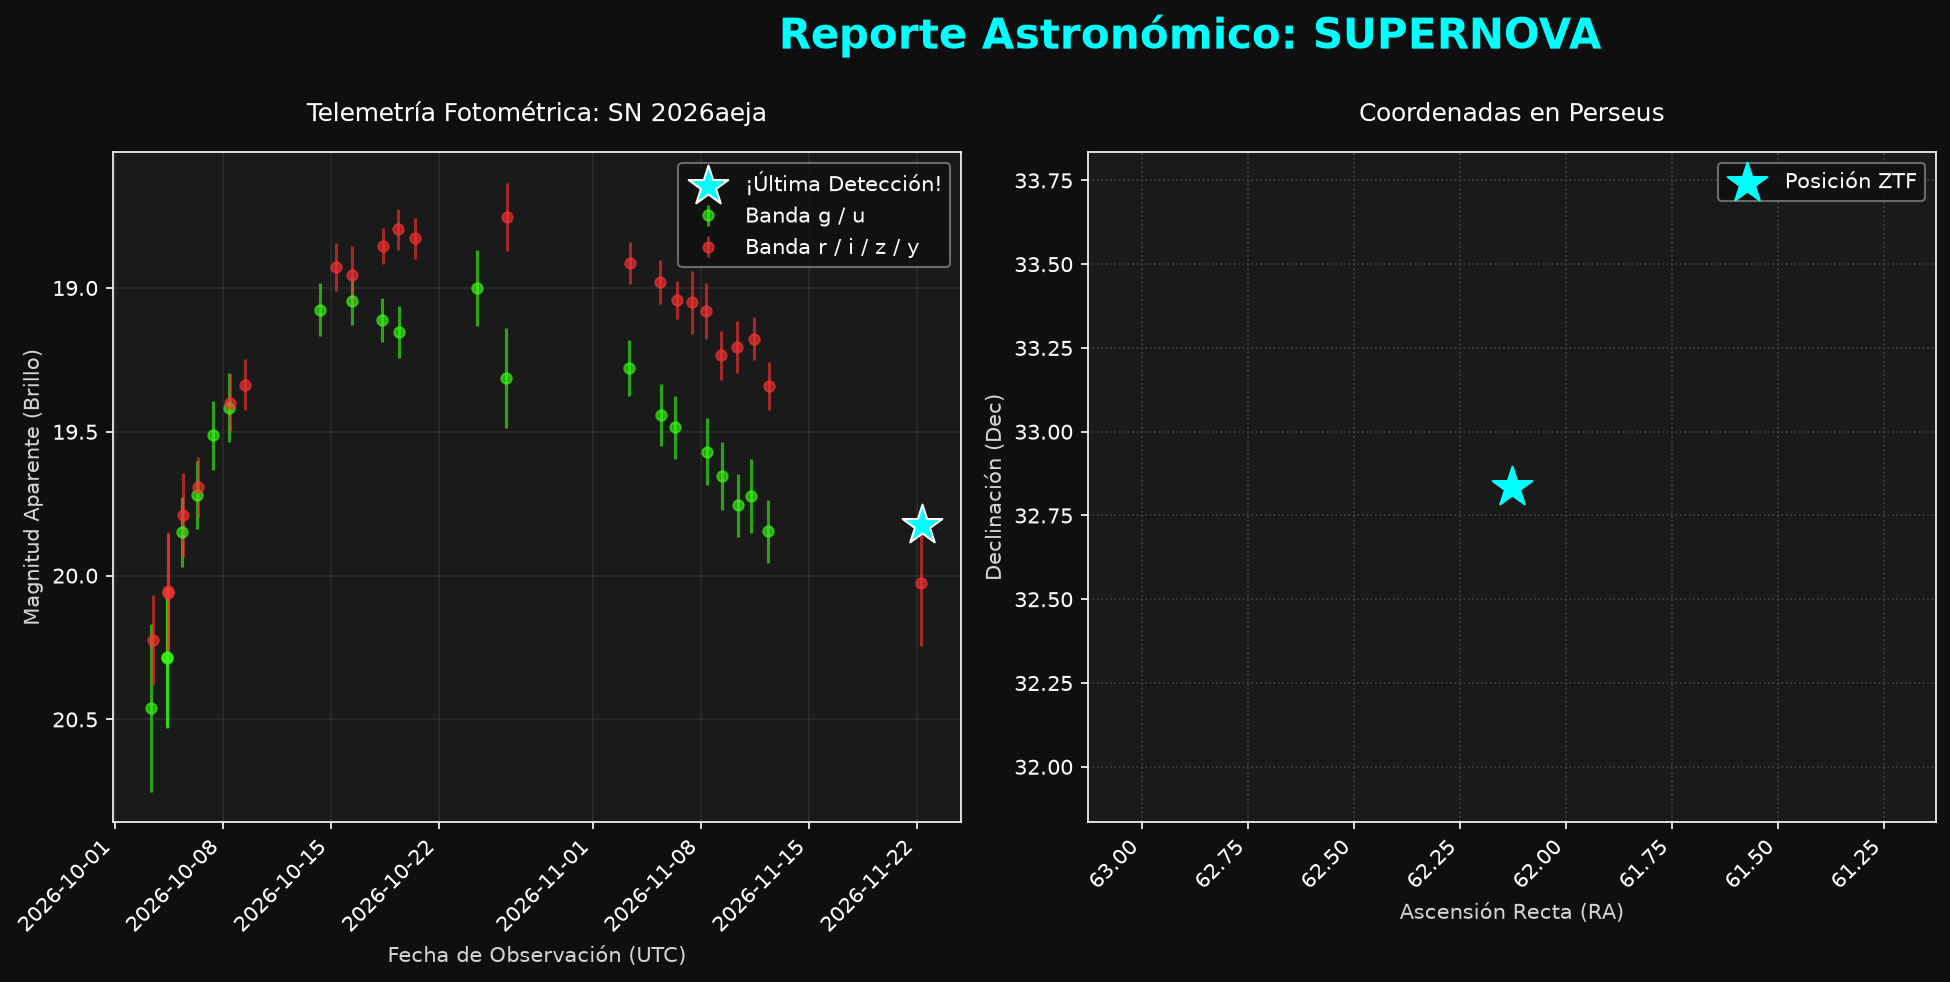 Reporte Astronómico: SUPERNOVA
Telemetría Fotométrica: SN 2026aeja
¡Última Detección!
Banda g / u
Banda r / i / z / y
Magnitud Aparente (Brillo)
19.0
19.5
20.0
20.5
2026-10-01
2026-10-08
2026-10-15
2026-10-22
2026-11-01
2026-11-08
2026-11-15
2026-11-22
Fecha de Observación (UTC)
Coordenadas en Perseus
Posición ZTF
Declinación (Dec)
33.75
33.50
33.25
33.00
32.75
32.50
32.25
32.00
63.00
62.75
62.50
62.25
62.00
61.75
61.50
61.25
Ascensión Recta (RA)